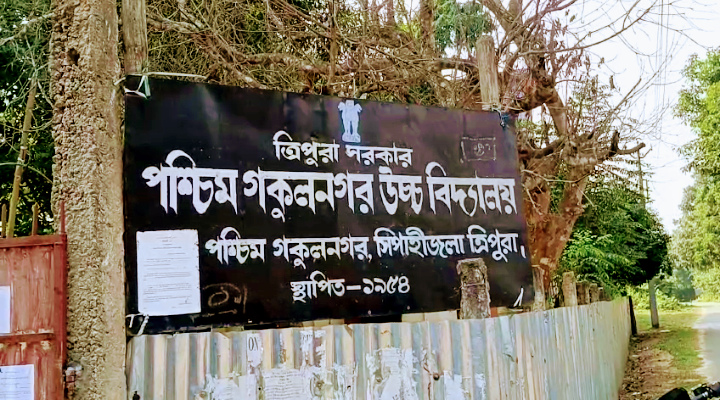 ত্রিপুরা সরকার
পশ্চিম গকুলনগর উচ্চ বিদ্যালয়
পশ্চিম গকুলনগর, সিপাহীজলা ত্রিপুরা।
স্থাপিত-১৯৫৪